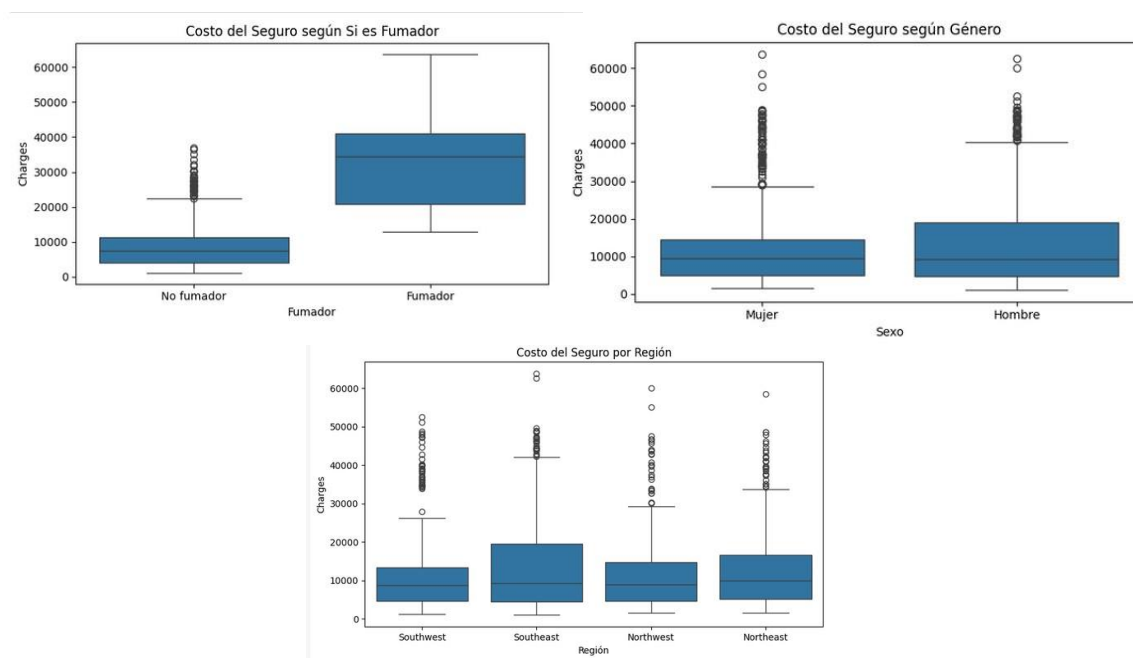 Costo del Seguro según Si es Fumador
60000
50000
40000
30000
20000
10000
0
Charges
No fumador Fumador
Fumador
Costo del Seguro según Género
60000
50000
40000
30000
20000
10000
0
Charges
Mujer Hombre
Sexo
Costo del Seguro por Región
60000
50000
40000
30000
20000
10000
0
Charges
Southwest Southeast Northwest Northeast
Región